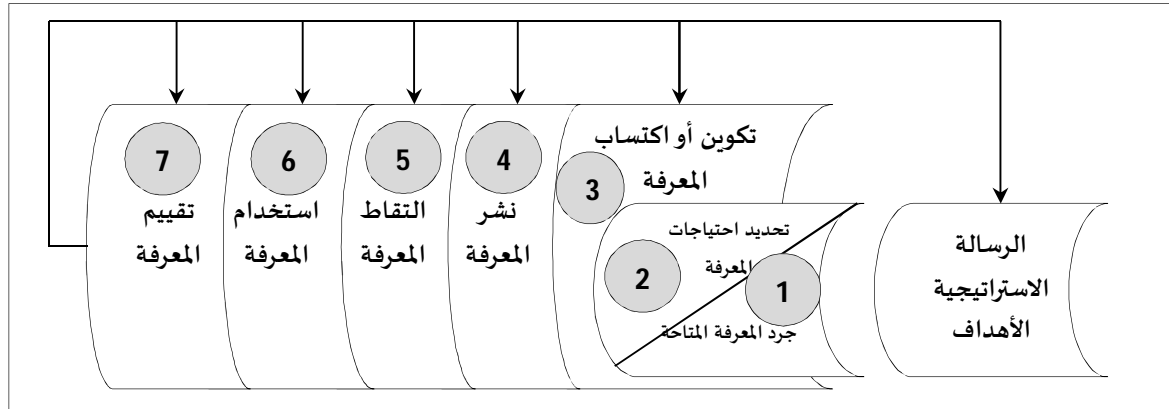 الرسالة
الاستراتيجية
الأهداف
1
جرد المعرفة المتاحة
2
تحديد احتياجات
المعرفة
3
تكوين أو اكتساب
المعرفة
4
نشر
المعرفة
5
التقاط
المعرفة
6
استخدام
المعرفة
7
تقييم
المعرفة